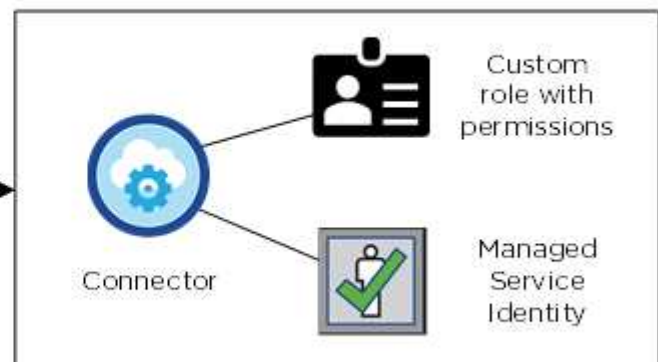 Custom
role with
permissions
Connector
Managed
Service
Identity